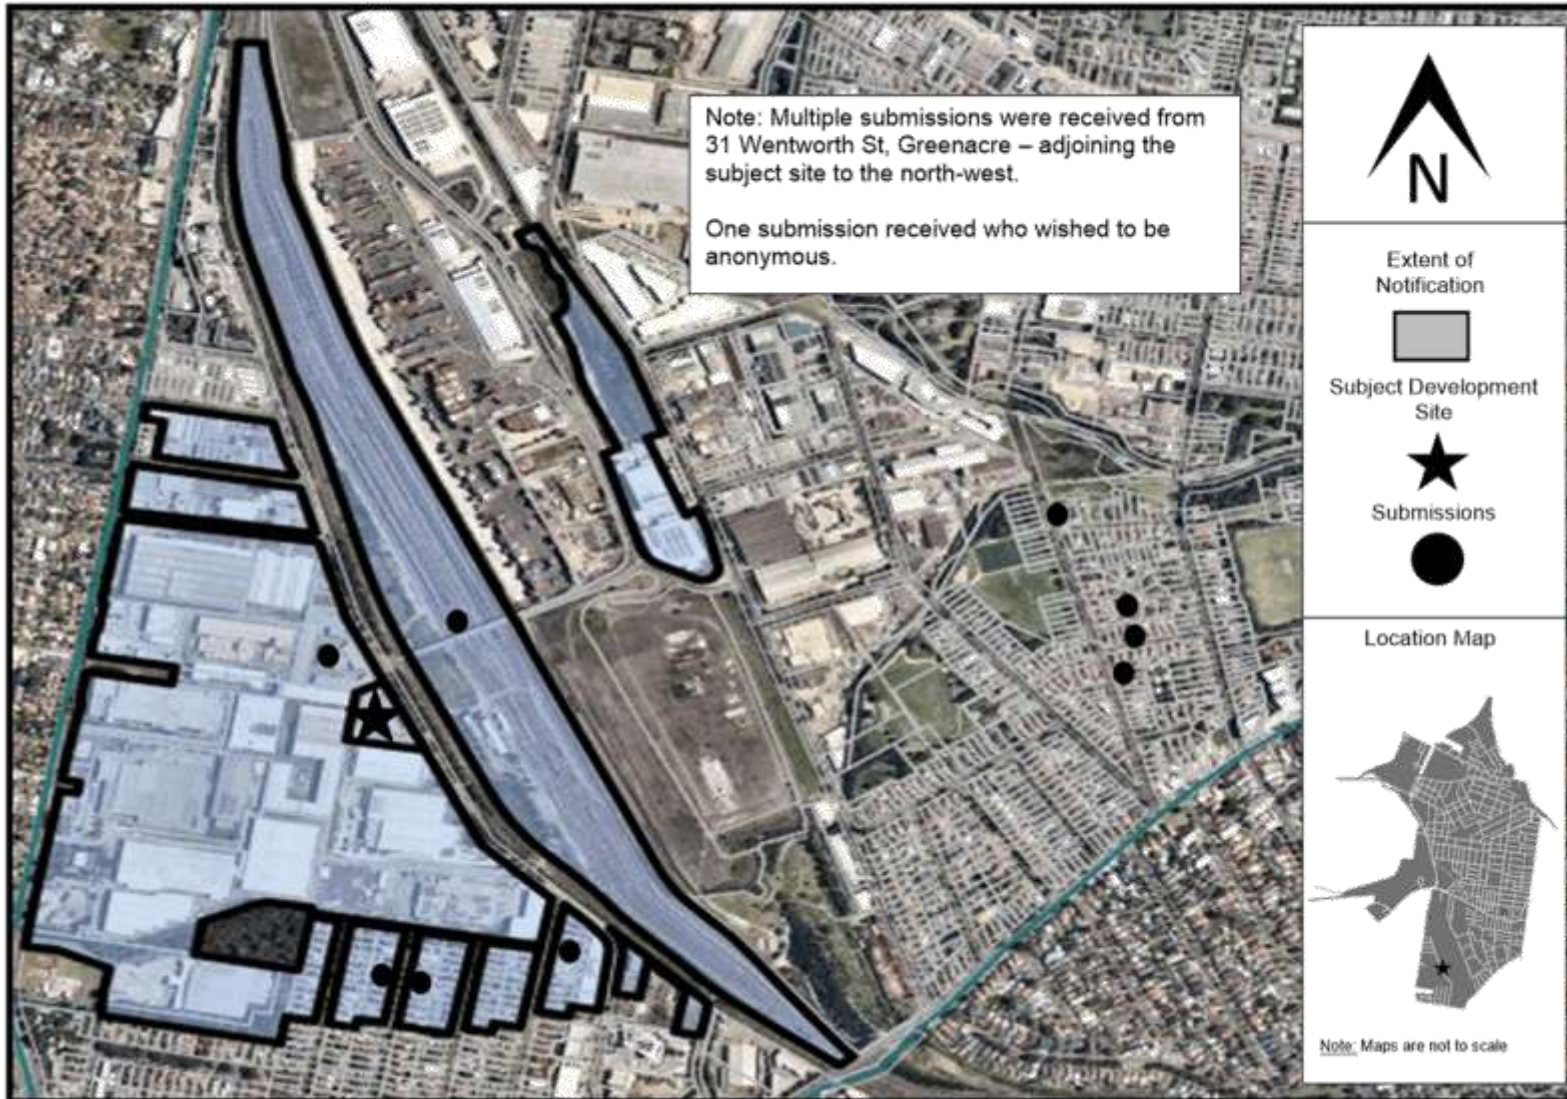 Note: Multiple submissions were received from
31 Wentworth St, Greenacre – adjoining the
subject site to the north-west.
One submission received who wished to be
anonymous.
N
Extent of
Notification
Subject Development
Site
Submissions
Location Map
Note: Maps are not to scale